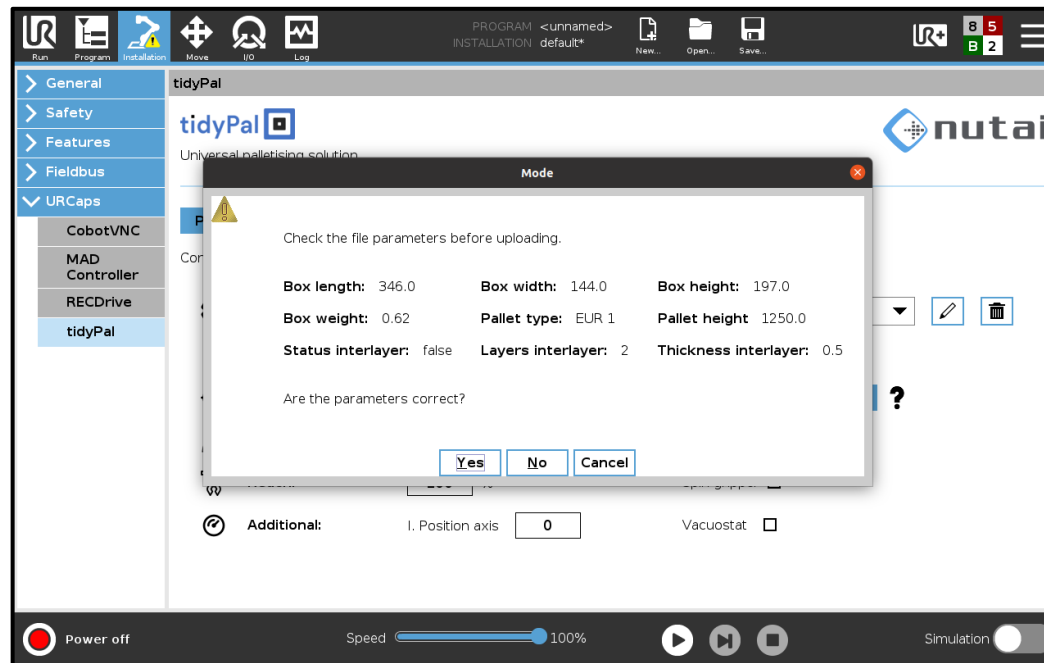 PROGRAM <unnamed>
INSTALLATION default*
Run Program Installation Move I/O Log New... Open... Save...
UR+ 8 5
B 2
General
Safety
Features
Fieldbus
URCaps
CobotVNC
MAD
Controller
RECDrive
tidyPal
tidyPal
tidyPal
nutai
Universal palletising solution
Mode
Check the file parameters before uploading.
Box length: 346.0 Box width: 144.0 Box height: 197.0
Box weight: 0.62 Pallet type: EUR 1 Pallet height 1250.0
Status interlayer: false Layers interlayer: 2 Thickness interlayer: 0.5
Are the parameters correct?
Yes No Cancel
?
Additional: I. Position axis 0 Vacuostat
Power off Speed 100% Simulation